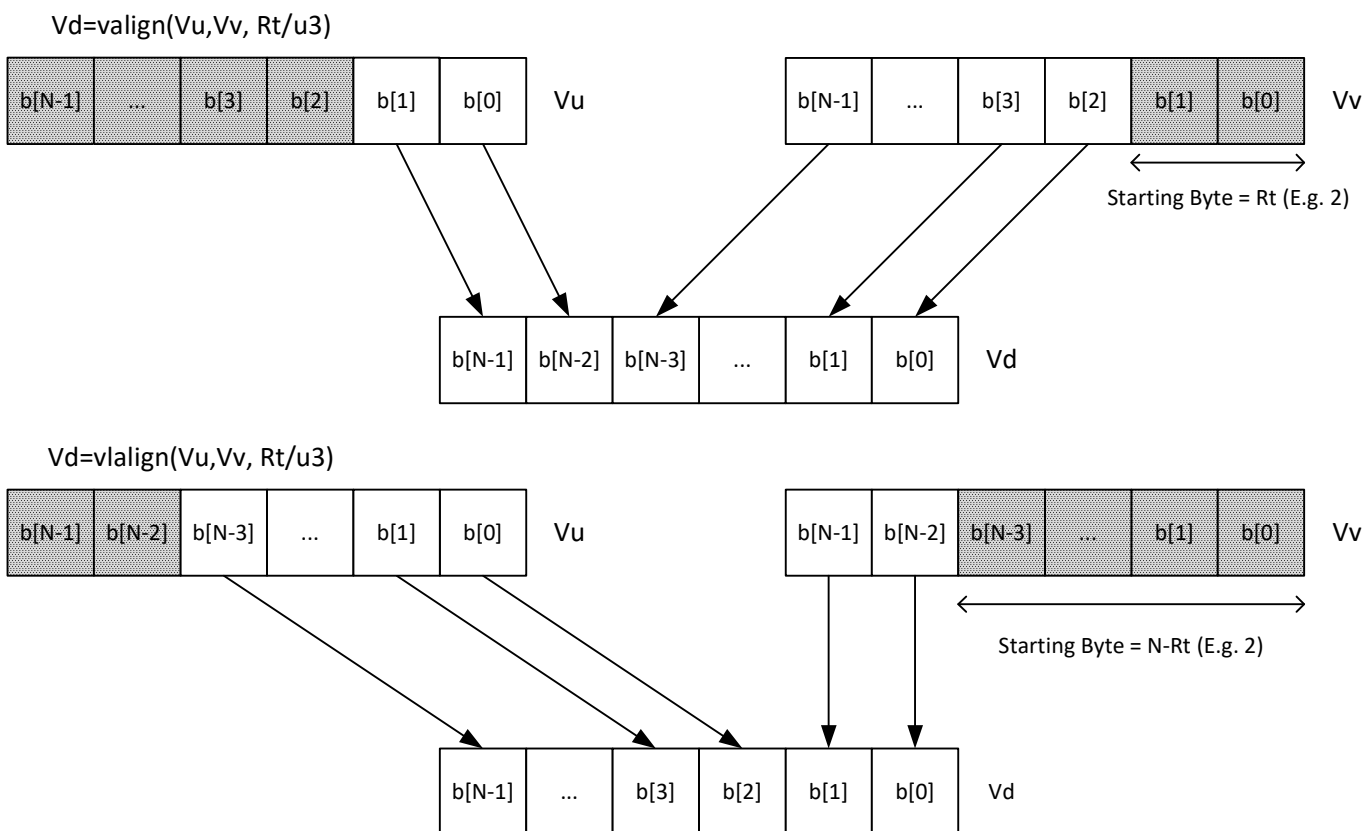 Vd=valign(Vu,Vv, Rt/u3)
b[N-1] ... b[3] b[2] b[1] b[0] Vu b[N-1] ... b[3] b[2] b[1] b[0] Vv
Starting Byte = Rt (E.g. 2)
b[N-1] b[N-2] b[N-3] ... b[1] b[0] Vd
Vd=vlalign(Vu,Vv, Rt/u3)
b[N-1] b[N-2] b[N-3] ... b[1] b[0] Vu b[N-1] b[N-2] b[N-3] ... b[1] b[0] Vv
Starting Byte = N-Rt (E.g. 2)
b[N-1] ... b[3] b[2] b[1] b[0] Vd